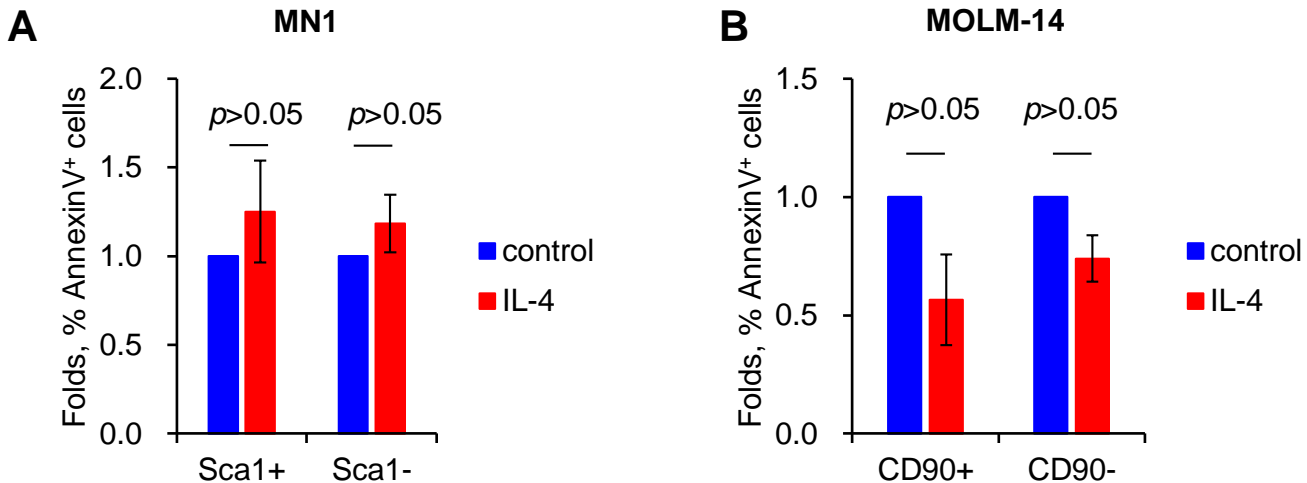 A
MN1
Folds, % AnnexinV⁺ cells
2.0
1.5
1.0
0.5
0.0
p>0.05
p>0.05
Sca1+
Sca1-
control
IL-4
B
MOLM-14
Folds, % AnnexinV⁺ cells
1.5
1.0
0.5
0.0
p>0.05
p>0.05
CD90+
CD90-
control
IL-4